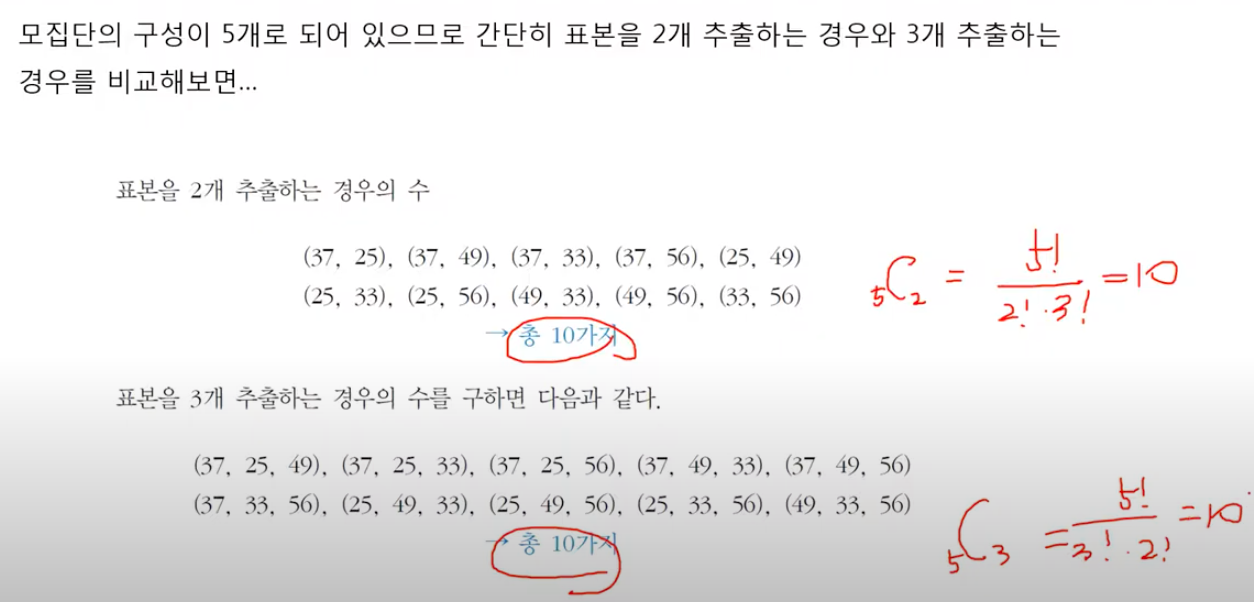 모집단의 구성이 5개로 되어 있으므로 간단히 표본을 2개 추출하는 경우와 3개 추출하는
경우를 비교해보면...
표본을 2개 추출하는 경우의 수
(37, 25), (37, 49), (37, 33), (37, 56), (25, 49)
(25, 33), (25, 56), (49, 33), (49, 56), (33, 56)
₅C₂ = 5! / 2!·3! = 10
→ 총 10가지
표본을 3개 추출하는 경우의 수를 구하면 다음과 같다.
(37, 25, 49), (37, 25, 33), (37, 25, 56), (37, 49, 33), (37, 49, 56)
(37, 33, 56), (25, 49, 33), (25, 49, 56), (25, 33, 56), (49, 33, 56)
₅C₃ = 5! / 3!·2! = 10
→ 총 10가지